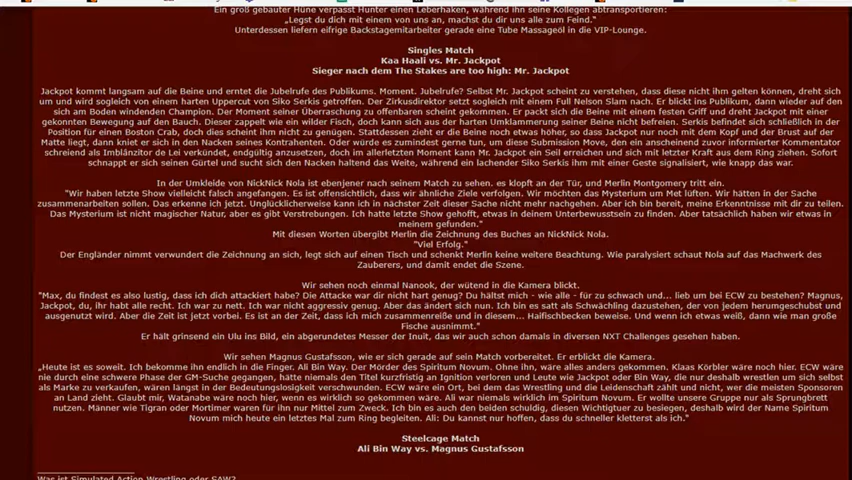 Ein groß gebauter Hüne verpasst Hunter einen Leberhaken, während ihn seine Kollegen abtransportieren:
„Legst du dich mit einem von uns an, machst du dir uns alle zum Feind."
Unterdessen liefern eifrige Backstagemitarbeiter gerade eine Tube Massageöl in die VIP-Lounge.
Singles Match
Kaa Haali vs. Mr. Jackpot
Sieger nach dem The Stakes are too high: Mr. Jackpot
Jackpot kommt langsam auf die Beine und erntet die Jubelrufe des Publikums. Moment. Jubelrufe? Selbst Mr. Jackpot scheint zu verstehen, dass diese nicht ihm gelten können, dreht sich
um und wird sogleich von einem harten Uppercut von Siko Serkis getroffen. Der Zirkusdirektor setzt sogleich mit einem Full Nelson Slam nach. Er blickt ins Publikum, dann wieder auf den
sich am Boden windenden Champion. Der Moment seiner Überraschung zu offenbaren scheint gekommen. Er packt sich die Beine mit einem festen Griff und dreht Jackpot mit einer
gekonnten Bewegung auf den Bauch. Dieser zappelt wie ein wilder Fisch, doch kann sich aus der harten Umklammerung seiner Beine nicht befreien. Serkis befindet sich schließlich in der
Position für einen Boston Crab, doch dies scheint ihm nicht zu genügen. Stattdessen zieht er die Beine noch etwas höher, so dass Jackpot nur noch mit dem Kopf und der Brust auf der
Matte liegt, dann kniet er sich in den Nacken seines Kontrahenten. Oder würde es zumindest gerne tun, um diese Submission Move, den ein anscheinend zuvor informierter Kommentator
schreiend als Imblänzitor de Lei verkündet, endgültig anzusetzen, doch im allerletzten Moment kann Mr. Jackpot ein Seil erreichen und sich mit letzter Kraft aus dem Ring ziehen. Sofort
schnappt er sich seinen Gürtel und sucht sich den Nacken haltend das Weite, während ein lachender Siko Serkis ihm mit einer Geste signalisiert, wie knapp das war.
In der Umkleide von NickNick Nola ist ebenjener nach seinem Match zu sehen. es klopft an der Tür, und Merlin Montgomery tritt ein.
"Wir haben letzte Show vielleicht falsch angefangen. Es ist offensichtlich, dass wir ähnliche Ziele verfolgen. Wir möchten das Mysterium um Met lüften. Wir hätten in der Sache
zusammenarbeiten sollen. Das erkenne ich jetzt. Unglücklicherweise kann ich in nächster Zeit dieser Sache nicht mehr nachgehen. Aber ich bin bereit, meine Erkenntnisse mit dir zu teilen.
Das Mysterium ist nicht magischer Natur, aber es gibt Verstrebungen. Ich hatte letzte Show gehofft, etwas in deinem Unterbewusstsein zu finden. Aber tatsächlich haben wir etwas in
meinem gefunden."
Mit diesen Worten übergibt Merlin die Zeichnung des Buches an NickNick Nola.
"Viel Erfolg."
Der Engländer nimmt verwundert die Zeichnung an sich, legt sich auf einen Tisch und schenkt Merlin keine weitere Beachtung. Wie paralysiert schaut Nola auf das Machwerk des
Zauberers, und damit endet die Szene.
Wir sehen noch einmal Nanook, der wütend in die Kamera blickt.
"Max, du findest es also lustig, dass ich dich attackiert habe? Die Attacke war dir nicht hart genug? Du hältst mich - wie alle - für zu schwach und... lieb um bei ECW zu bestehen? Magnus,
Jackpot, du, ihr habt alle recht. Ich war zu nett. Ich war nicht aggressiv genug. Aber das ändert sich nun. Ich bin es satt als Schwächling dazustehen, der von jedem herumgeschubst und
ausgenutzt wird. Aber die Zeit ist jetzt vorbei. Es ist an der Zeit, dass ich mich zusammenreiße und in diesem... Haifischbecken beweise. Und wenn ich etwas weiß, dann wie man große
Fische ausnimmt."
Er hält grinsend ein Ulu ins Bild, ein abgerundetes Messer der Inuit, das wir auch schon damals in diversen NXT Challenges gesehen haben.
Wir sehen Magnus Gustafsson, wie er sich gerade auf sein Match vorbereitet. Er erblickt die Kamera.
„Heute ist es soweit. Ich bekomme ihn endlich in die Finger. Ali Bin Way. Der Mörder des Spiritum Novum. Ohne ihn, wäre alles anders gekommen. Klaas Körbler wäre noch hier. ECW wäre
nie durch eine schwere Phase der GM-Suche gegangen, hätte niemals den Titel kurzfristig an Ignition verloren und Leute wie Jackpot oder Bin Way, die nur deshalb wrestlen um sich selbst
als Marke zu verkaufen, wären längst in der Bedeutungslosigkeit verschwunden. ECW wäre ein Ort, bei dem das Wrestling und die Leidenschaft zählt und nicht, wer die meisten Sponsoren
an Land zieht. Glaubt mir, Watanabe wäre noch hier, wenn es wirklich so gekommen wäre. Ali war niemals wirklich im Spiritum Novum. Er wollte unsere Gruppe nur als Sprungbrett
nutzen. Männer wie Tigran oder Mortimer waren für ihn nur Mittel zum Zweck. Ich bin es auch den beiden schuldig, diesen Wichtigtuer zu besiegen, deshalb wird der Name Spiritum
Novum mich heute ein letztes Mal zum Ring begleiten. Ali: Du kannst nur hoffen, dass du schneller kletterst als ich."
Steelcage Match
Ali Bin Way vs. Magnus Gustafsson
Was ist Simulated Action Wrestling oder SAW?